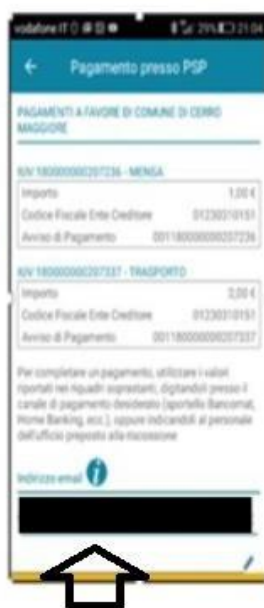 vodafone IT 29% 21:04
Pagamento presso PSP
PAGAMENTI A FAVORE DI COMUNE DI CERRO
MAGGIORE
IUV 180000000207236 - MENSA
Importo 1,00 €
Codice Fiscale Ente Creditore 01230310151
Avviso di Pagamento 001180000000207236
IUV 180000000207337 - TRASPORTO
Importo 2,00 €
Codice Fiscale Ente Creditore 01230310151
Avviso di Pagamento 001180000000207337
Per completare un pagamento, utilizzare i valori
riportati nei riquadri soprastanti, digitandoli presso il
canale di pagamento desiderato (sportello Bancomat,
Home Banking, ecc.), oppure indicandoli al personale
dell'ufficio preposto alla riscossione
Indirizzo email i